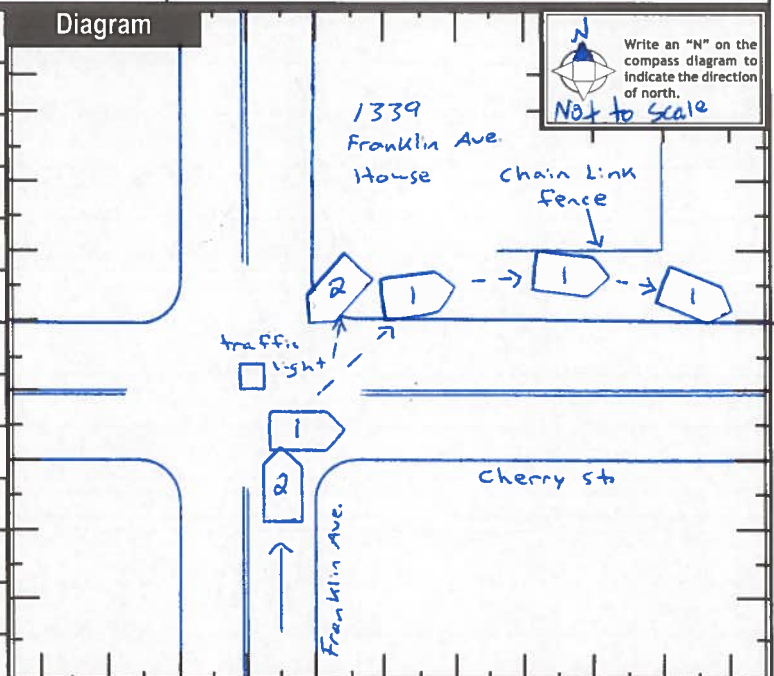 Diagram
N
Write an "N" on the
compass diagram to
indicate the direction
of north.
Not to scale
1339
Franklin Ave.
House
Chain Link
fence
2
1
1
1
traffic
light
1
2
Cherry St.
Franklin Ave.